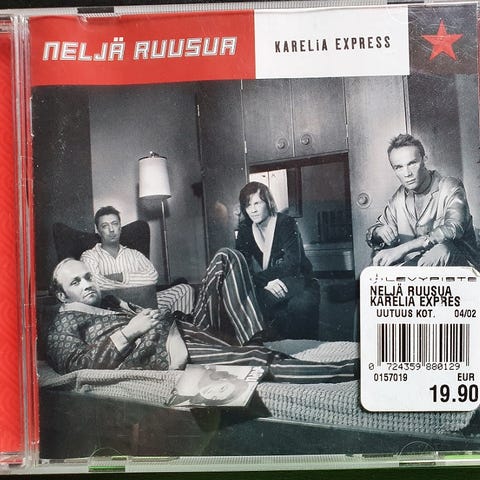 NELJÄ RUUSUA
KARELiA EXPRESS
LEVYPISTE
NELJÄ RUUSUA
KARELIA EXPRES
UUTUUS KOT. 04/02
0 724359 880129
0157019 EUR
19.90